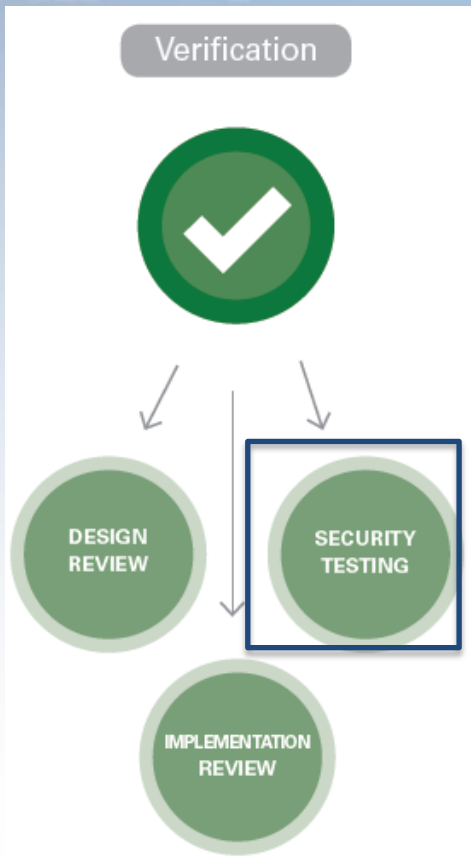 Verification
DESIGN
REVIEW
SECURITY
TESTING
IMPLEMENTATION
REVIEW